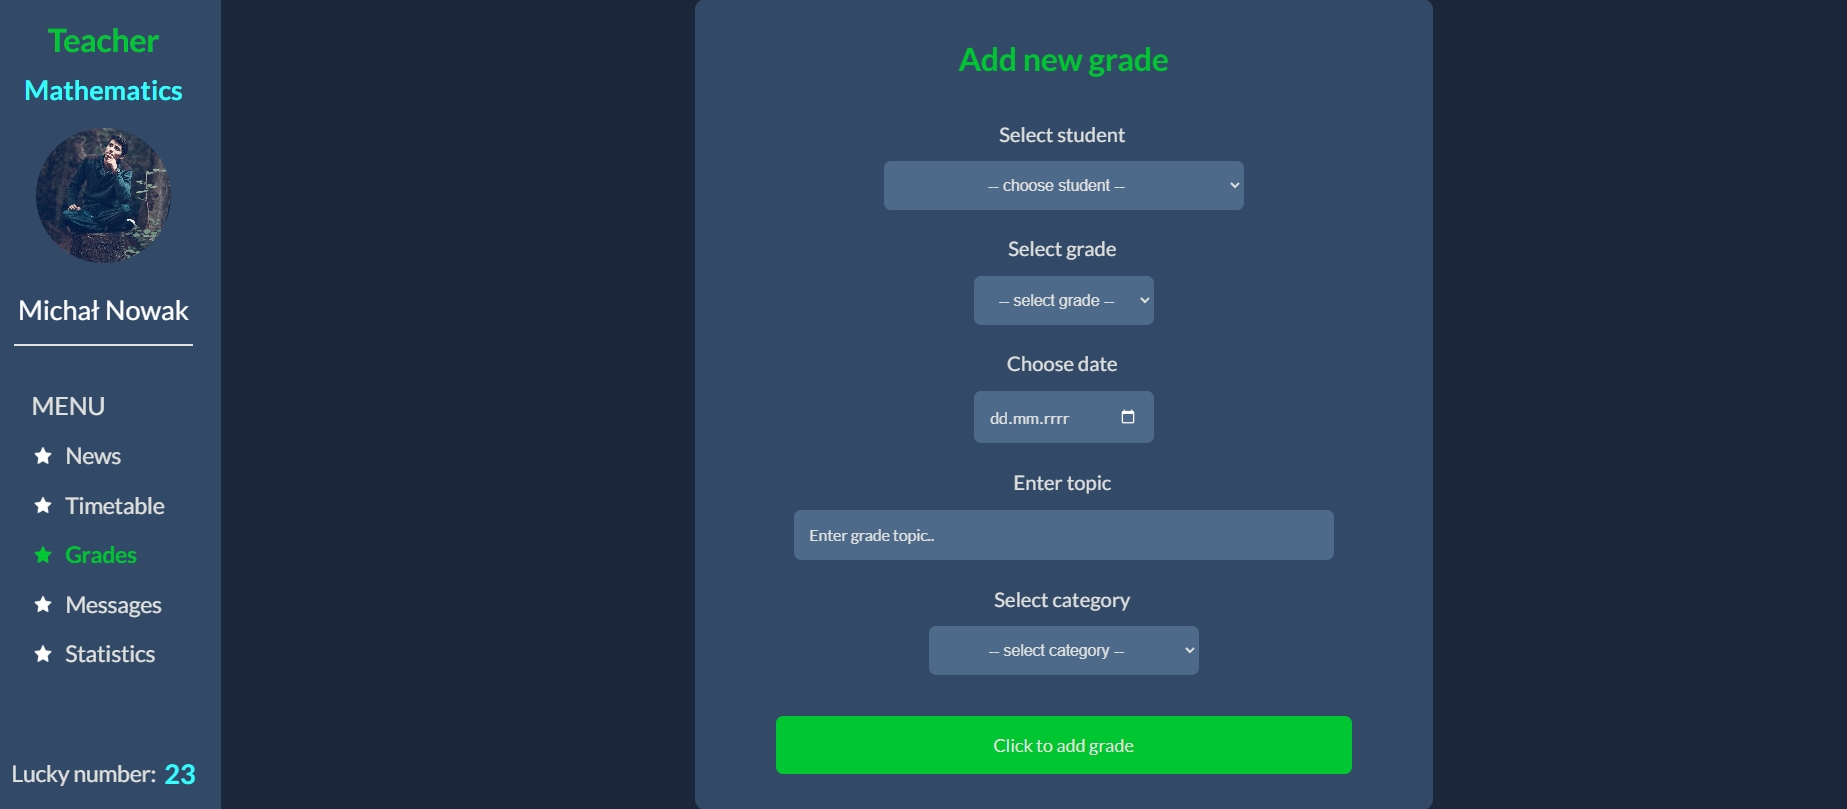 Teacher
Mathematics
Michał Nowak
MENU
News
Timetable
Grades
Messages
Statistics
Lucky number: 23
Add new grade
Select student
-- choose student --
Select grade
-- select grade --
Choose date
dd.mm.rrrr
Enter topic
Enter grade topic..
Select category
-- select category --
Click to add grade